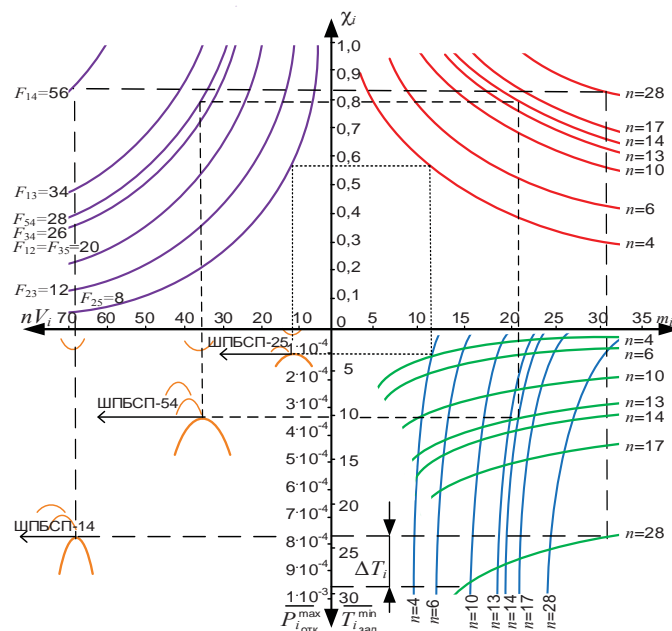 χi
1,0
0,9
0,8
0,7
0,6
0,5
0,4
0,3
0,2
0,1
0
F14=56
F13=34
F54=28
F34=26
F12=F35=20
F23=12
F25=8
n=28
n=17
n=14
n=13
n=10
n=6
n=4
nVi 70 60 50 40 30 20 10
5 10 15 20 25 30 35 mi
ШПБСП-25
ШПБСП-54
ШПБСП-14
1·10-4
2·10-4
3·10-4
4·10-4
5·10-4
6·10-4
7·10-4
8·10-4
9·10-4
1·10-3
5
10
15
20
25
30
n=4
n=6
n=10
n=13
n=14
n=17
n=28
ΔTi
n=4
n=6
n=10
n=13
n=14
n=17
n=28
Pi отк max
Ti зап min